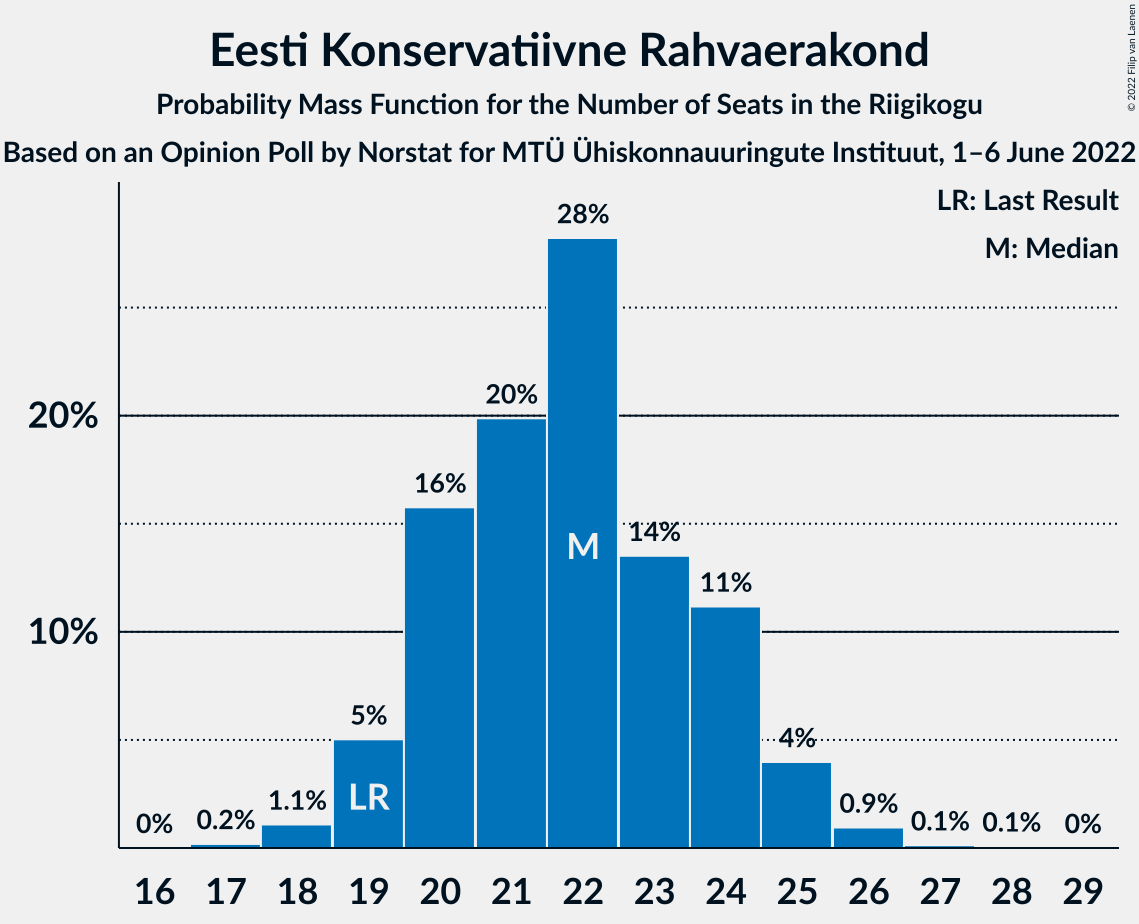 Eesti Konservatiivne Rahvaerakond
Probability Mass Function for the Number of Seats in the Riigikogu
Based on an Opinion Poll by Norstat for MTÜ Ühiskonnauuringute Instituut, 1–6 June 2022
© 2022 Filip van Laenen
LR: Last Result
M: Median
20%
10%
0%
0.2%
1.1%
5%
16%
20%
28%
14%
11%
4%
0.9%
0.1%
0.1%
0%
LR
M
16 17 18 19 20 21 22 23 24 25 26 27 28 29